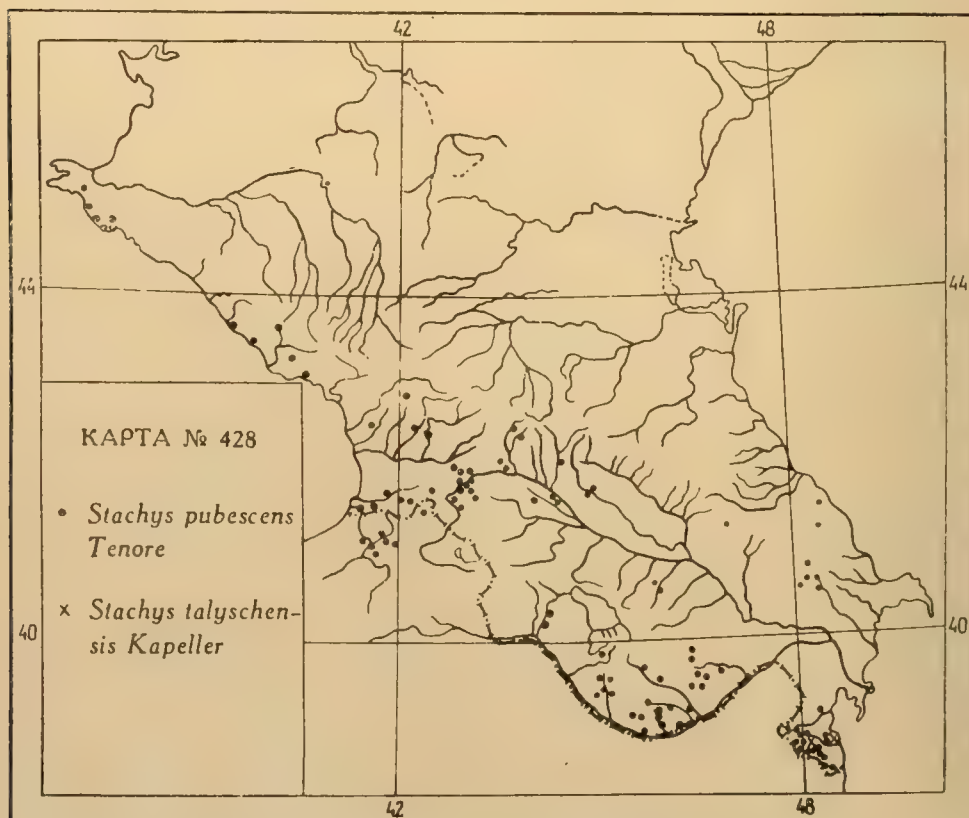 42 48
44 44
КАРТА № 428
Stachys pubescens
Tenore
× Stachys talyschen-
sis Kapeller
40 40
42 48